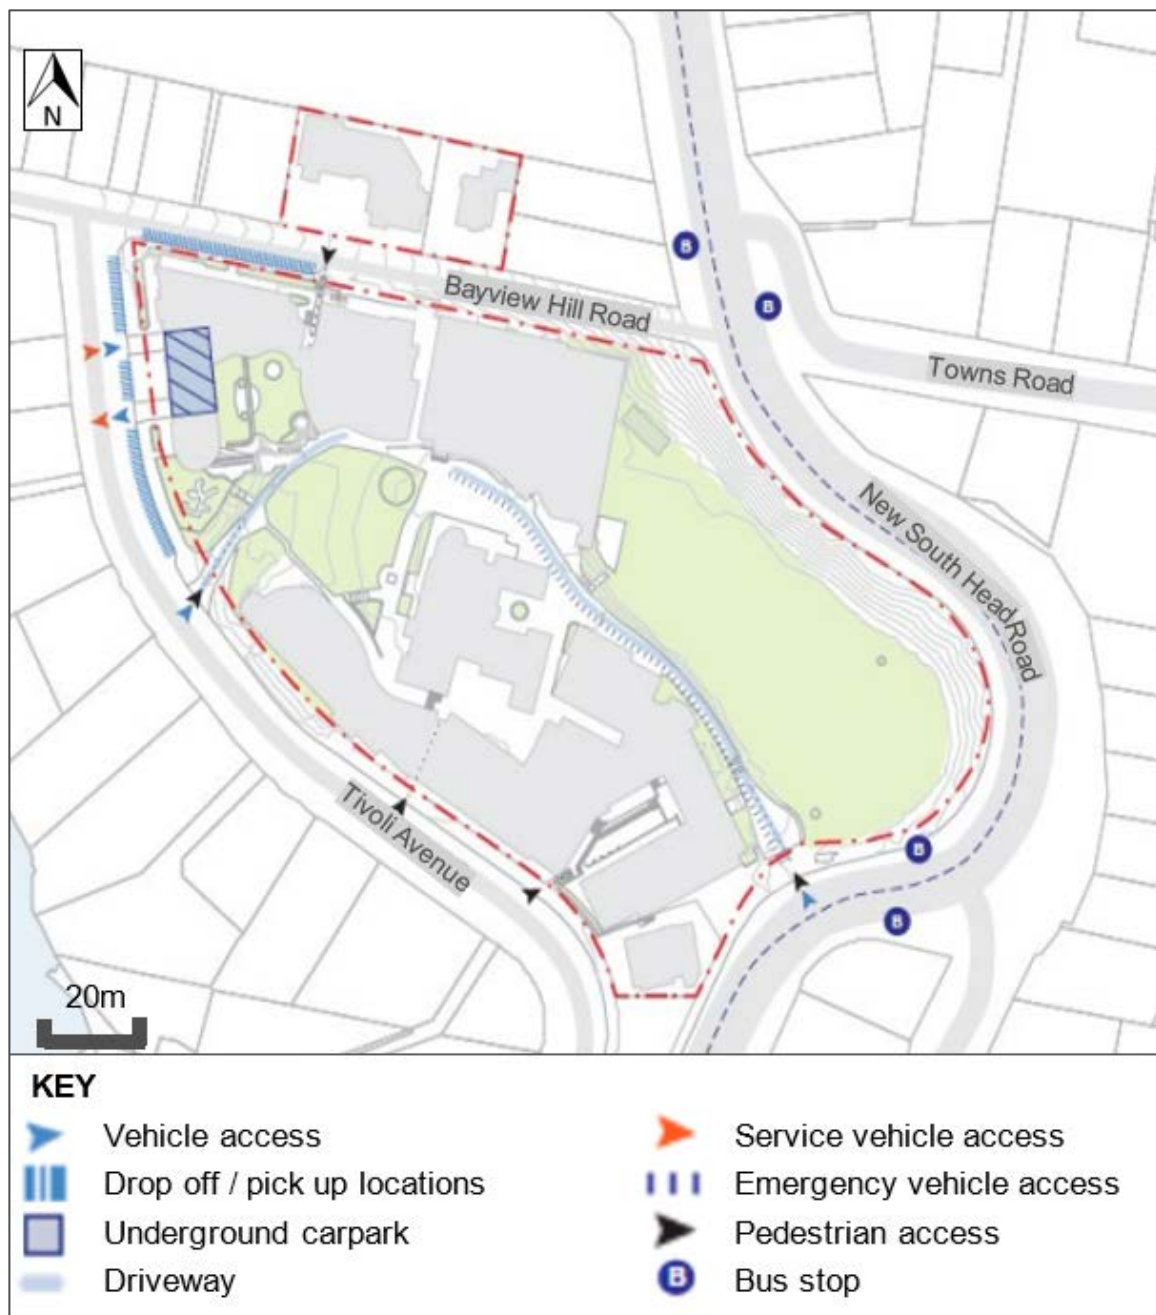 N
B
Bayview Hill Road
B
Towns Road
New South Head Road
Tivoli Avenue
B
B
20m
KEY
Vehicle access
Drop off / pick up locations
Underground carpark
Driveway
Service vehicle access
Emergency vehicle access
Pedestrian access
B Bus stop